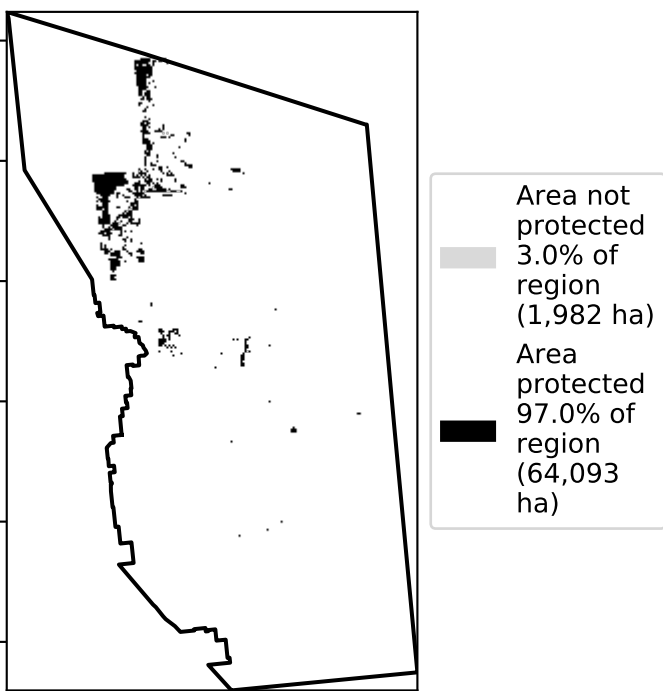 Area not
protected
3.0% of
region
(1,982 ha)
Area
protected
97.0% of
region
(64,093
ha)